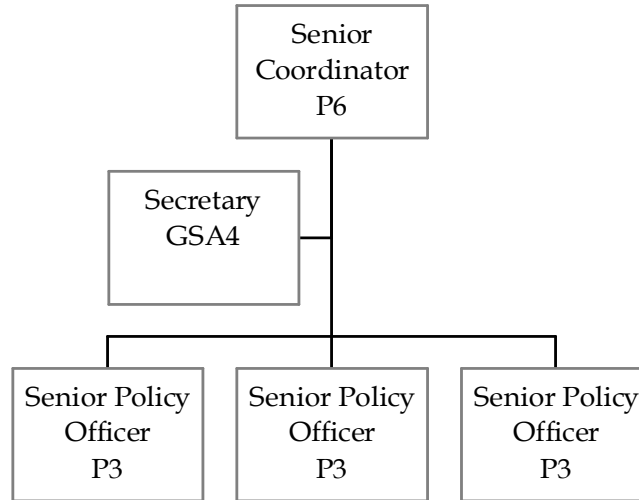 Senior
Coordinator
P6
Secretary
GSA4
Senior Policy
Officer
P3
Senior Policy
Officer
P3
Senior Policy
Officer
P3